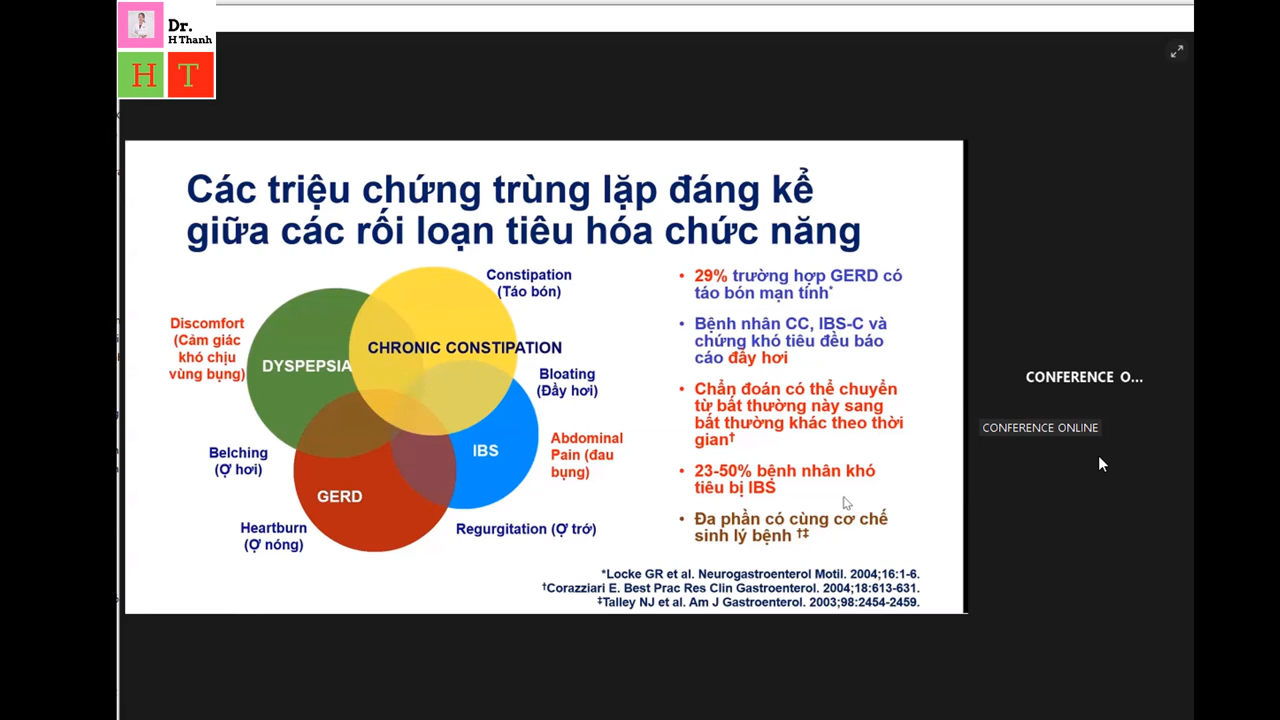 Dr.
H Thanh
H T
Các triệu chứng trùng lặp đáng kể
giữa các rối loạn tiêu hóa chức năng
Constipation
(Táo bón)
Discomfort
(Cảm giác
khó chịu
vùng bụng)
DYSPEPSIA
CHRONIC CONSTIPATION
Bloating
(Đầy hơi)
Belching
(Ợ hơi)
IBS
Abdominal
Pain (đau
bụng)
GERD
Heartburn
(Ợ nóng)
Regurgitation (Ợ trớ)
• 29% trường hợp GERD có
táo bón mạn tính*
• Bệnh nhân CC, IBS-C và
chứng khó tiêu đều báo
cáo đầy hơi
• Chẩn đoán có thể chuyển
từ bất thường này sang
bất thường khác theo thời
gian†
• 23-50% bệnh nhân khó
tiêu bị IBS
• Đa phần có cùng cơ chế
sinh lý bệnh †‡
*Locke GR et al. Neurogastroenterol Motil. 2004;16:1-6.
†Corazziari E. Best Prac Res Clin Gastroenterol. 2004;18:613-631.
‡Talley NJ et al. Am J Gastroenterol. 2003;98:2454-2459.
CONFERENCE O...
CONFERENCE ONLINE